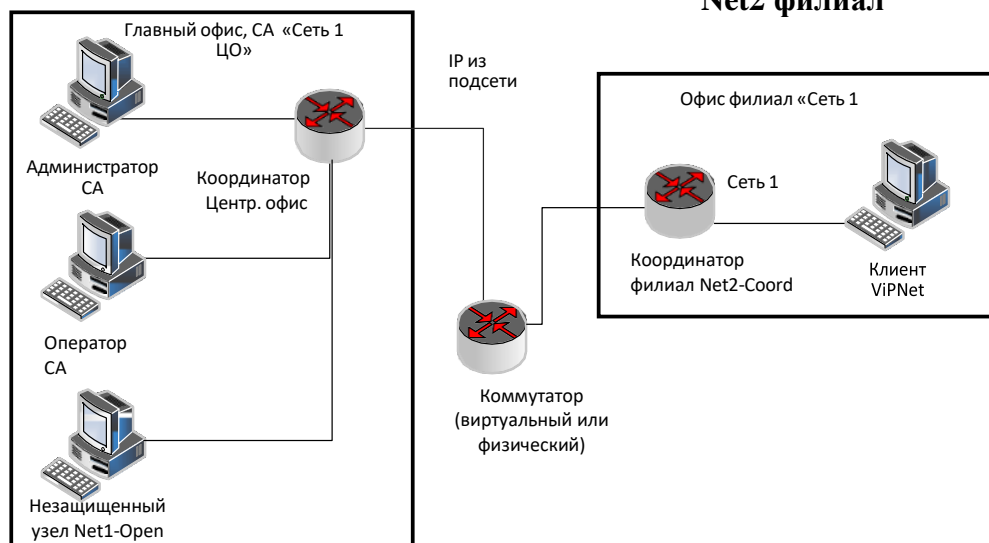 Net2 филиал
Главный офис, СА «Сеть 1
ЦО»
Администратор
СА
Координатор
Центр. офис
Оператор
СА
Незащищенный
узел Net1-Open
IP из
подсети
Коммутатор
(виртуальный или
физический)
Офис филиал «Сеть 1
Сеть 1
Координатор
филиал Net2-Coord
Клиент
ViPNet